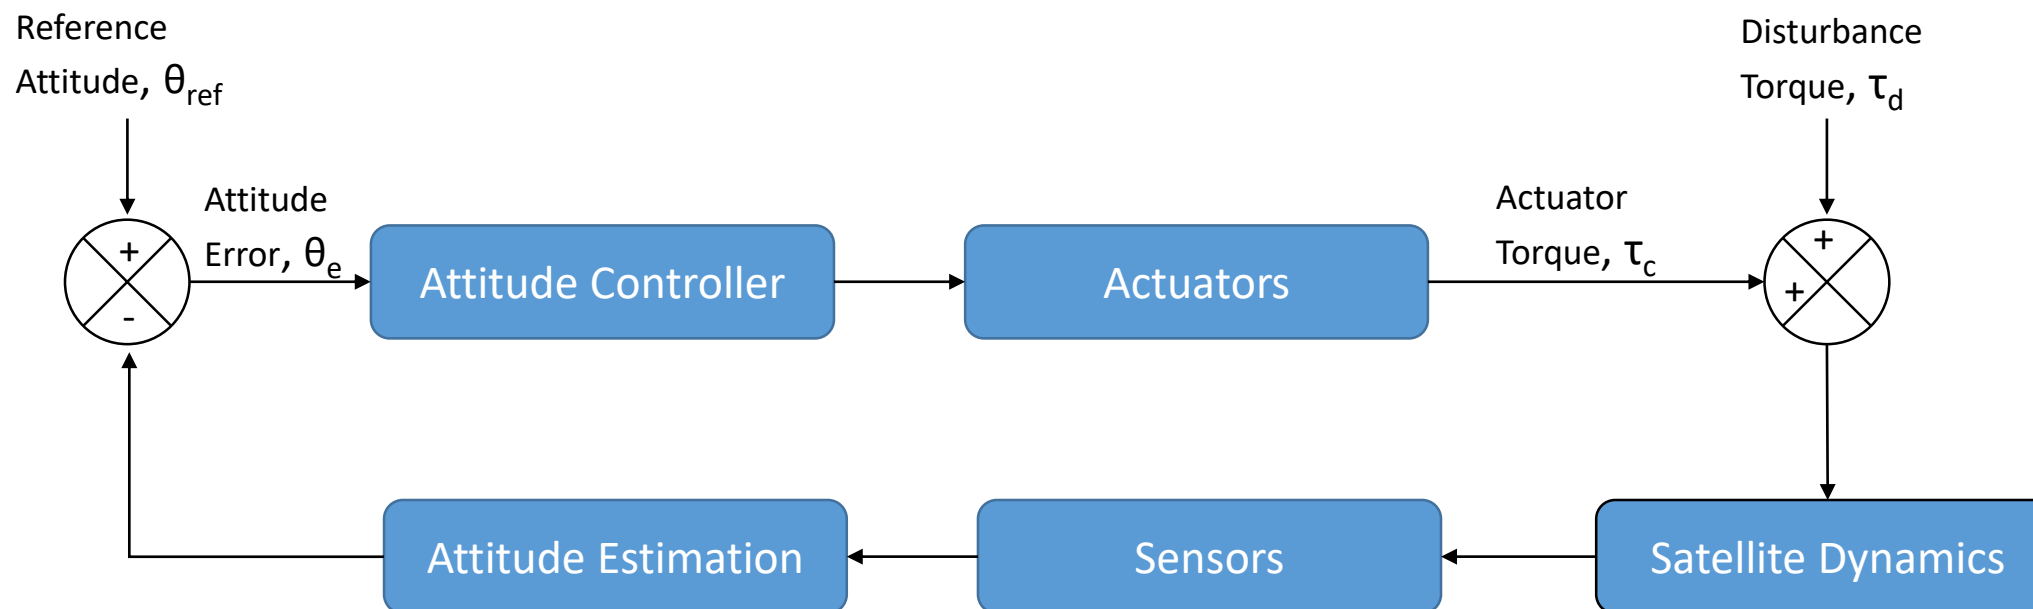 Reference
Attitude, θref
Disturbance
Torque, τd
Attitude
Error, θe
Actuator
Torque, τc
+
-
Attitude Controller
Actuators
+
+
Attitude Estimation
Sensors
Satellite Dynamics